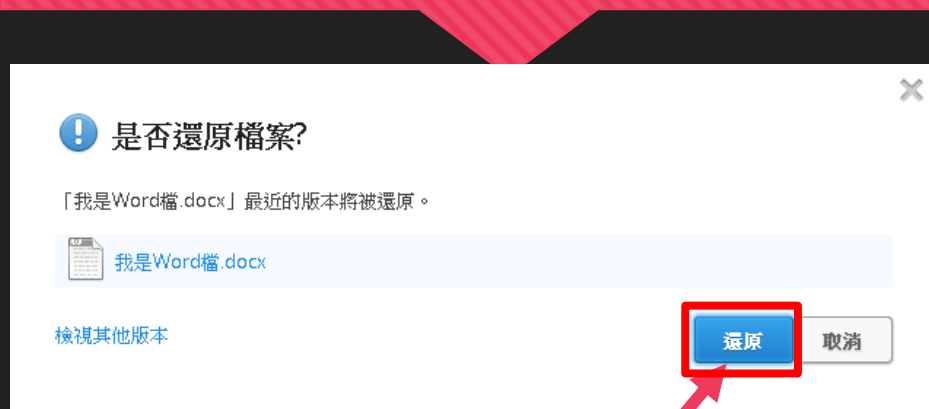 是否還原檔案?
「我是Word檔.docx」最近的版本將被還原。
我是Word檔.docx
檢視其他版本
還原
取消